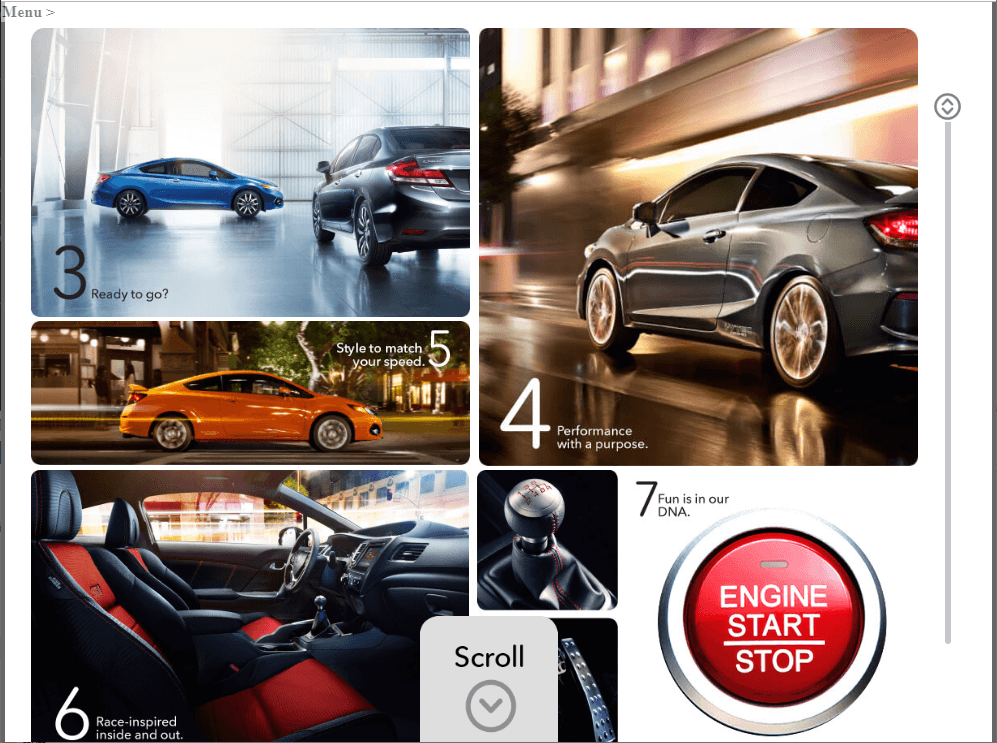 Menu >
3
Ready to go?
4
Performance
with a purpose.
Style to match
your speed.
5
6
Race-inspired
inside and out.
7
Fun is in our
DNA.
ENGINE
START
STOP
Scroll